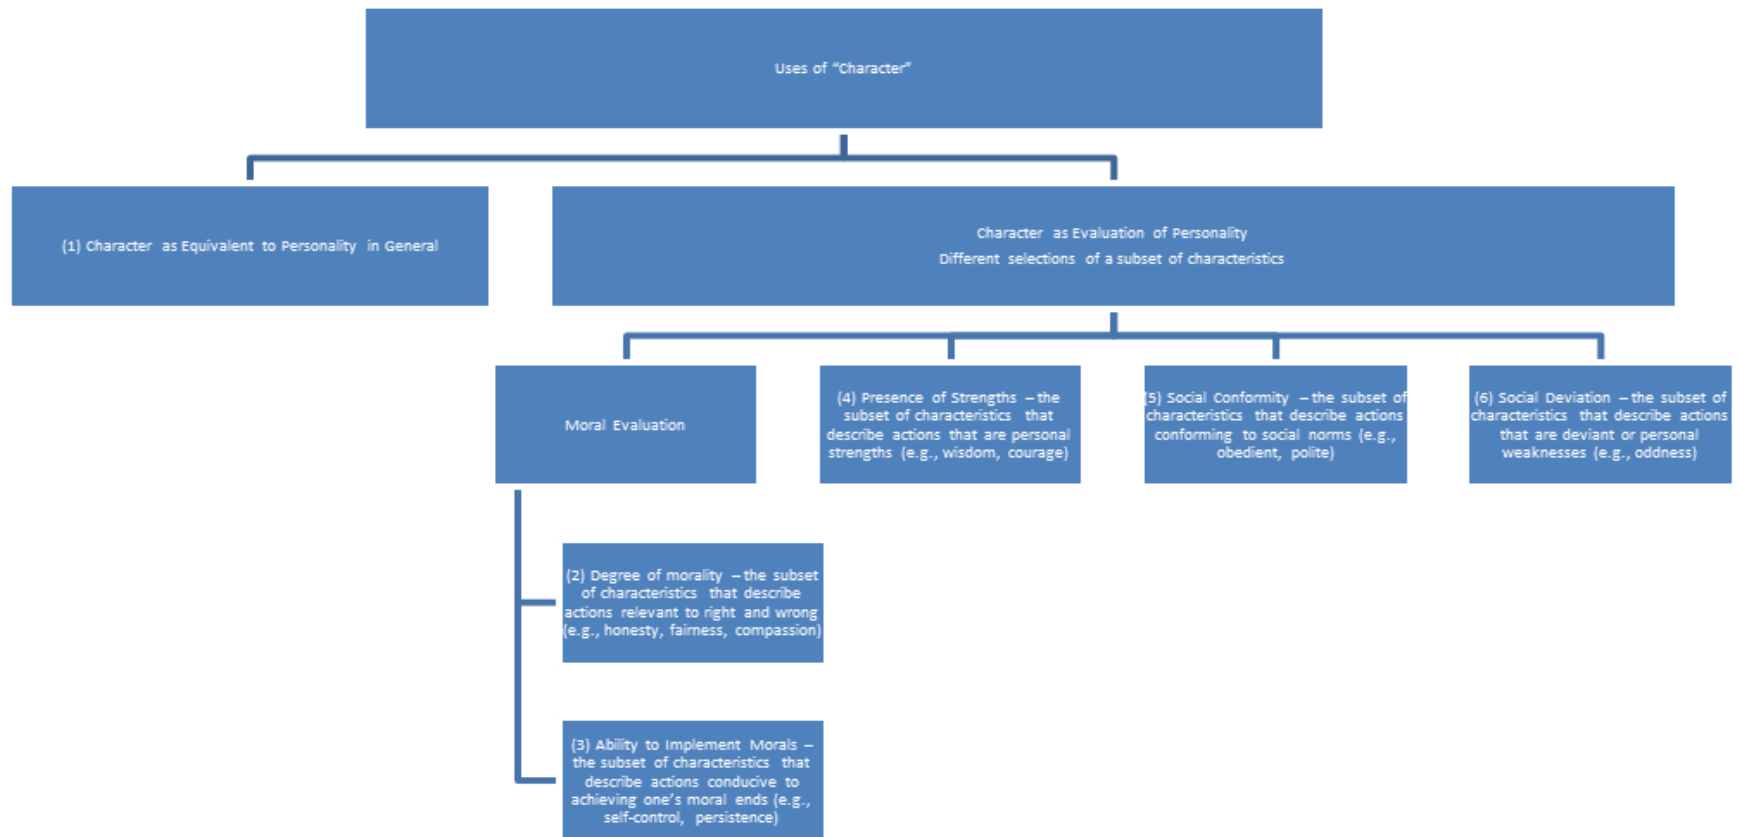 Uses of “Character”
(1) Character as Equivalent to Personality in General
Character as Evaluation of Personality
Different selections of a subset of characteristics
Moral Evaluation
(4) Presence of Strengths – the
subset of characteristics that
describe actions that are personal
strengths (e.g., wisdom, courage)
(5) Social Conformity – the subset of
characteristics that describe actions
conforming to social norms (e.g.,
obedient, polite)
(6) Social Deviation – the subset of
characteristics that describe actions
that are deviant or personal
weaknesses (e.g., oddness)
(2) Degree of morality – the subset
of characteristics that describe
actions relevant to right and wrong
(e.g., honesty, fairness, compassion)
(3) Ability to Implement Morals –
the subset of characteristics that
describe actions conducive to
achieving one’s moral ends (e.g.,
self-control, persistence)